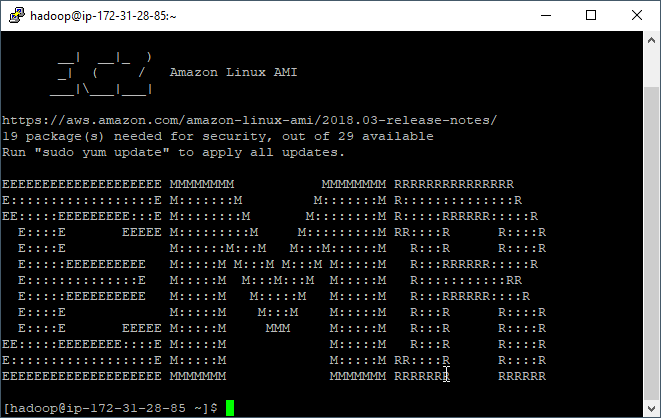 hadoop@ip-172-31-28-85:~
       __|  __|_  )
       _|  (     /   Amazon Linux AMI
      ___|\___|___|
https://aws.amazon.com/amazon-linux-ami/2018.03-release-notes/
19 package(s) needed for security, out of 29 available
Run "sudo yum update" to apply all updates.
EEEEEEEEEEEEEEEEEEEE MMMMMMMM           MMMMMMMM RRRRRRRRRRRRRRR
E::::::::::::::::::E M:::::::M         M:::::::M R::::::::::::::R
EE:::::EEEEEEEEE:::E M::::::::M       M::::::::M R:::::RRRRRR:::::R
  E::::E       EEEEE M:::::::::M     M:::::::::M RR::::R      R::::R
  E::::E             M::::::M:::M   M:::M::::::M   R:::R      R::::R
  E:::::EEEEEEEEEE   M:::::M M:::M M:::M M:::::M   R:::RRRRRR:::::R
  E::::::::::::::E   M:::::M  M:::M:::M  M:::::M   R:::::::::::RR
  E:::::EEEEEEEEEE   M:::::M   M:::::M   M:::::M   R:::RRRRRR::::R
  E::::E             M:::::M    M:::M    M:::::M   R:::R      R::::R
  E::::E       EEEEE M:::::M     MMM     M:::::M   R:::R      R::::R
EE:::::EEEEEEEE::::E M:::::M             M:::::M   R:::R      R::::R
E::::::::::::::::::E M:::::M             M:::::M RR::::R      R::::R
EEEEEEEEEEEEEEEEEEEE MMMMMMM             MMMMMMM RRRRRRR      RRRRRR
[hadoop@ip-172-31-28-85 ~]$